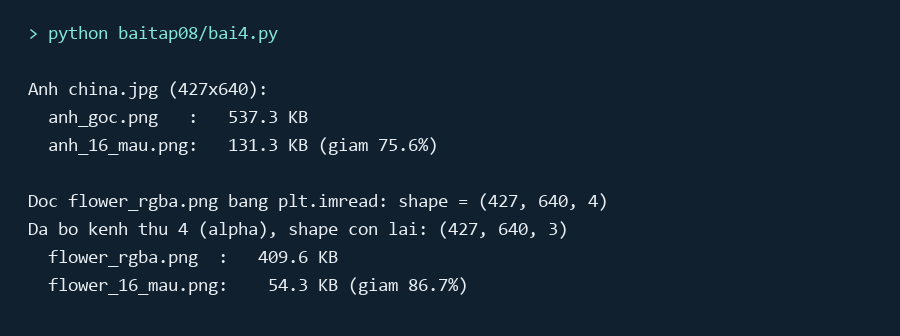 > python baitap08/bai4.py
Anh china.jpg (427x640):
anh_goc.png   :   537.3 KB
anh_16_mau.png:   131.3 KB (giam 75.6%)
Doc flower_rgba.png bang plt.imread: shape = (427, 640, 4)
Da bo kenh thu 4 (alpha), shape con lai: (427, 640, 3)
flower_rgba.png  :   409.6 KB
flower_16_mau.png:    54.3 KB (giam 86.7%)